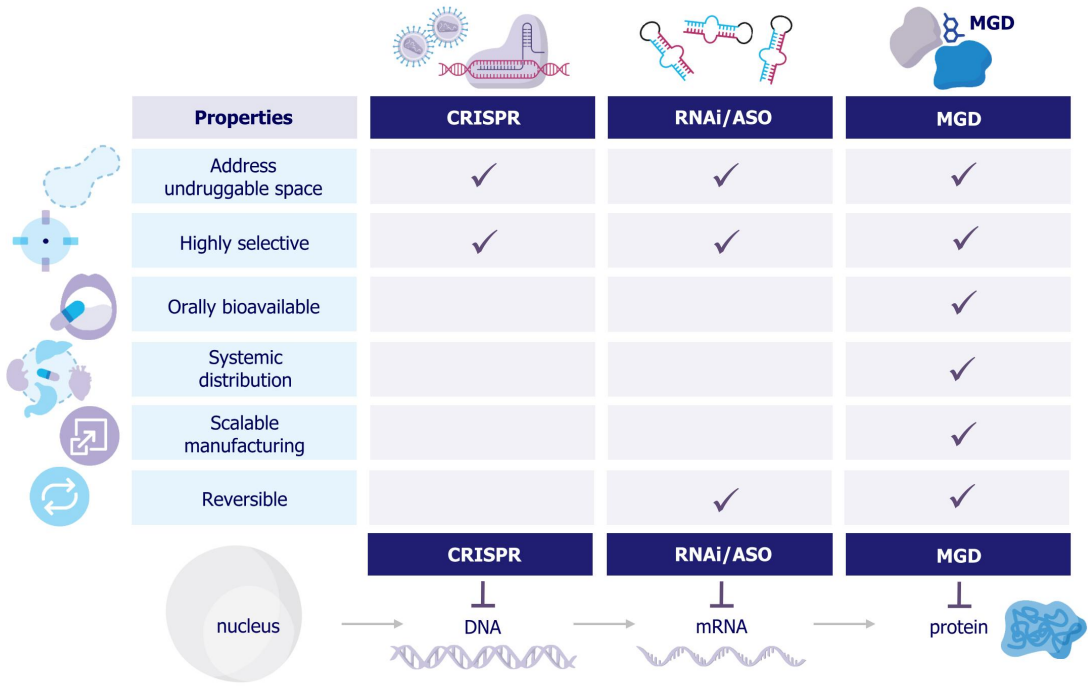 MGD
Properties
CRISPR
RNAi/ASO
MGD
Address
undruggable space
Highly selective
Orally bioavailable
Systemic
distribution
Scalable
manufacturing
Reversible
CRISPR
RNAi/ASO
MGD
nucleus
DNA
mRNA
protein